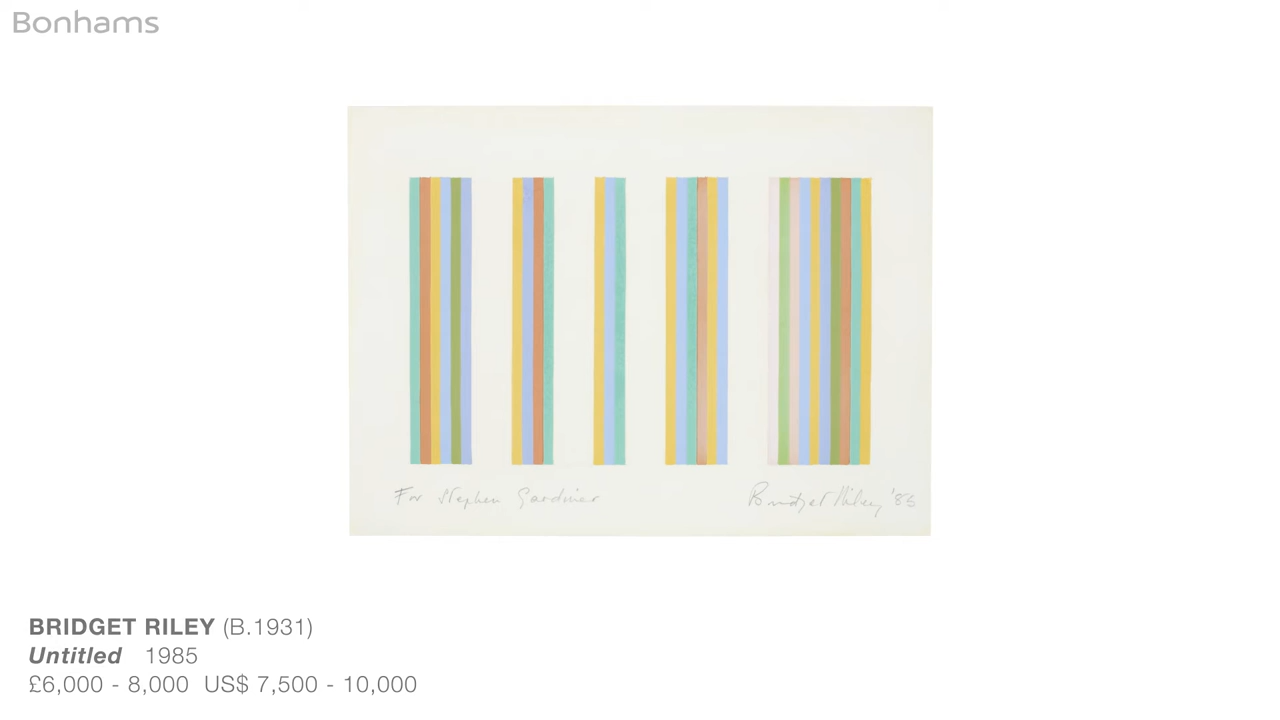 Bonhams
For Stephen Gardiner
Bridget Riley '85
BRIDGET RILEY (B.1931)
Untitled 1985
£6,000 - 8,000 US$ 7,500 - 10,000